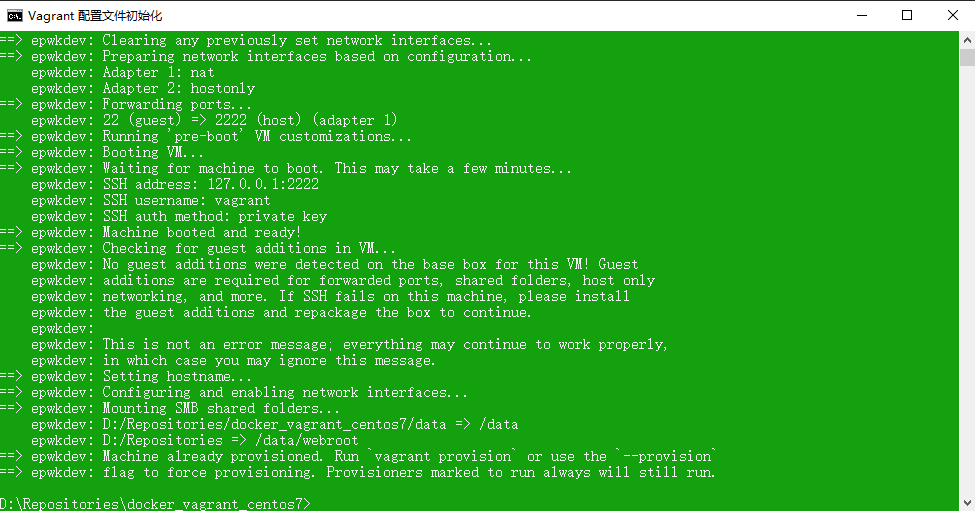 Vagrant 配置文件初始化
==> epwkdev: Clearing any previously set network interfaces...
==> epwkdev: Preparing network interfaces based on configuration...
    epwkdev: Adapter 1: nat
    epwkdev: Adapter 2: hostonly
==> epwkdev: Forwarding ports...
    epwkdev: 22 (guest) => 2222 (host) (adapter 1)
==> epwkdev: Running 'pre-boot' VM customizations...
==> epwkdev: Booting VM...
==> epwkdev: Waiting for machine to boot. This may take a few minutes...
    epwkdev: SSH address: 127.0.0.1:2222
    epwkdev: SSH username: vagrant
    epwkdev: SSH auth method: private key
==> epwkdev: Machine booted and ready!
==> epwkdev: Checking for guest additions in VM...
    epwkdev: No guest additions were detected on the base box for this VM! Guest
    epwkdev: additions are required for forwarded ports, shared folders, host only
    epwkdev: networking, and more. If SSH fails on this machine, please install
    epwkdev: the guest additions and repackage the box to continue.
    epwkdev:
    epwkdev: This is not an error message; everything may continue to work properly,
    epwkdev: in which case you may ignore this message.
==> epwkdev: Setting hostname...
==> epwkdev: Configuring and enabling network interfaces...
==> epwkdev: Mounting SMB shared folders...
    epwkdev: D:/Repositories/docker_vagrant_centos7/data => /data
    epwkdev: D:/Repositories => /data/webroot
==> epwkdev: Machine already provisioned. Run `vagrant provision` or use the `--provision`
==> epwkdev: flag to force provisioning. Provisioners marked to run always will still run.
D:\Repositories\docker_vagrant_centos7>